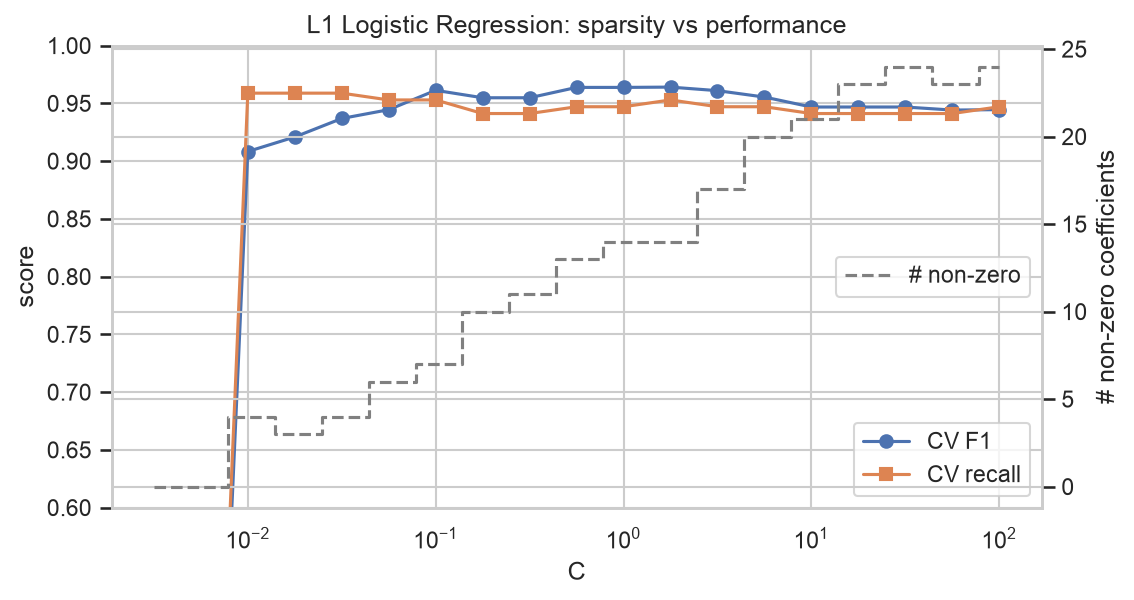 L1 Logistic Regression: sparsity vs performance
1.00
0.95
0.90
0.85
0.80
0.75
0.70
0.65
0.60
score
25
20
15
10
5
0
# non-zero coefficients
# non-zero
CV F1
CV recall
10⁻²
10⁻¹
10⁰
10¹
10²
C